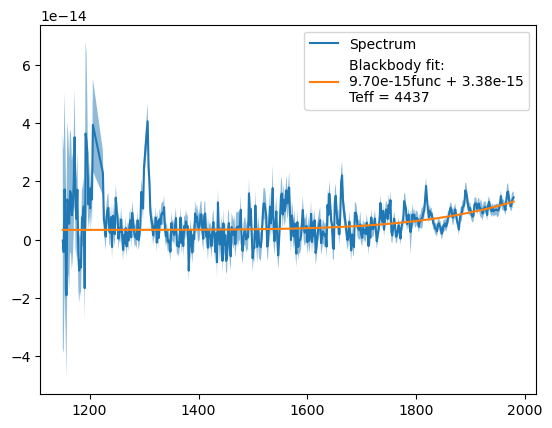 1e−14
Spectrum
Blackbody fit:
9.70e-15func + 3.38e-15
Teff = 4437
6
4
2
0
−2
−4
1200
1400
1600
1800
2000